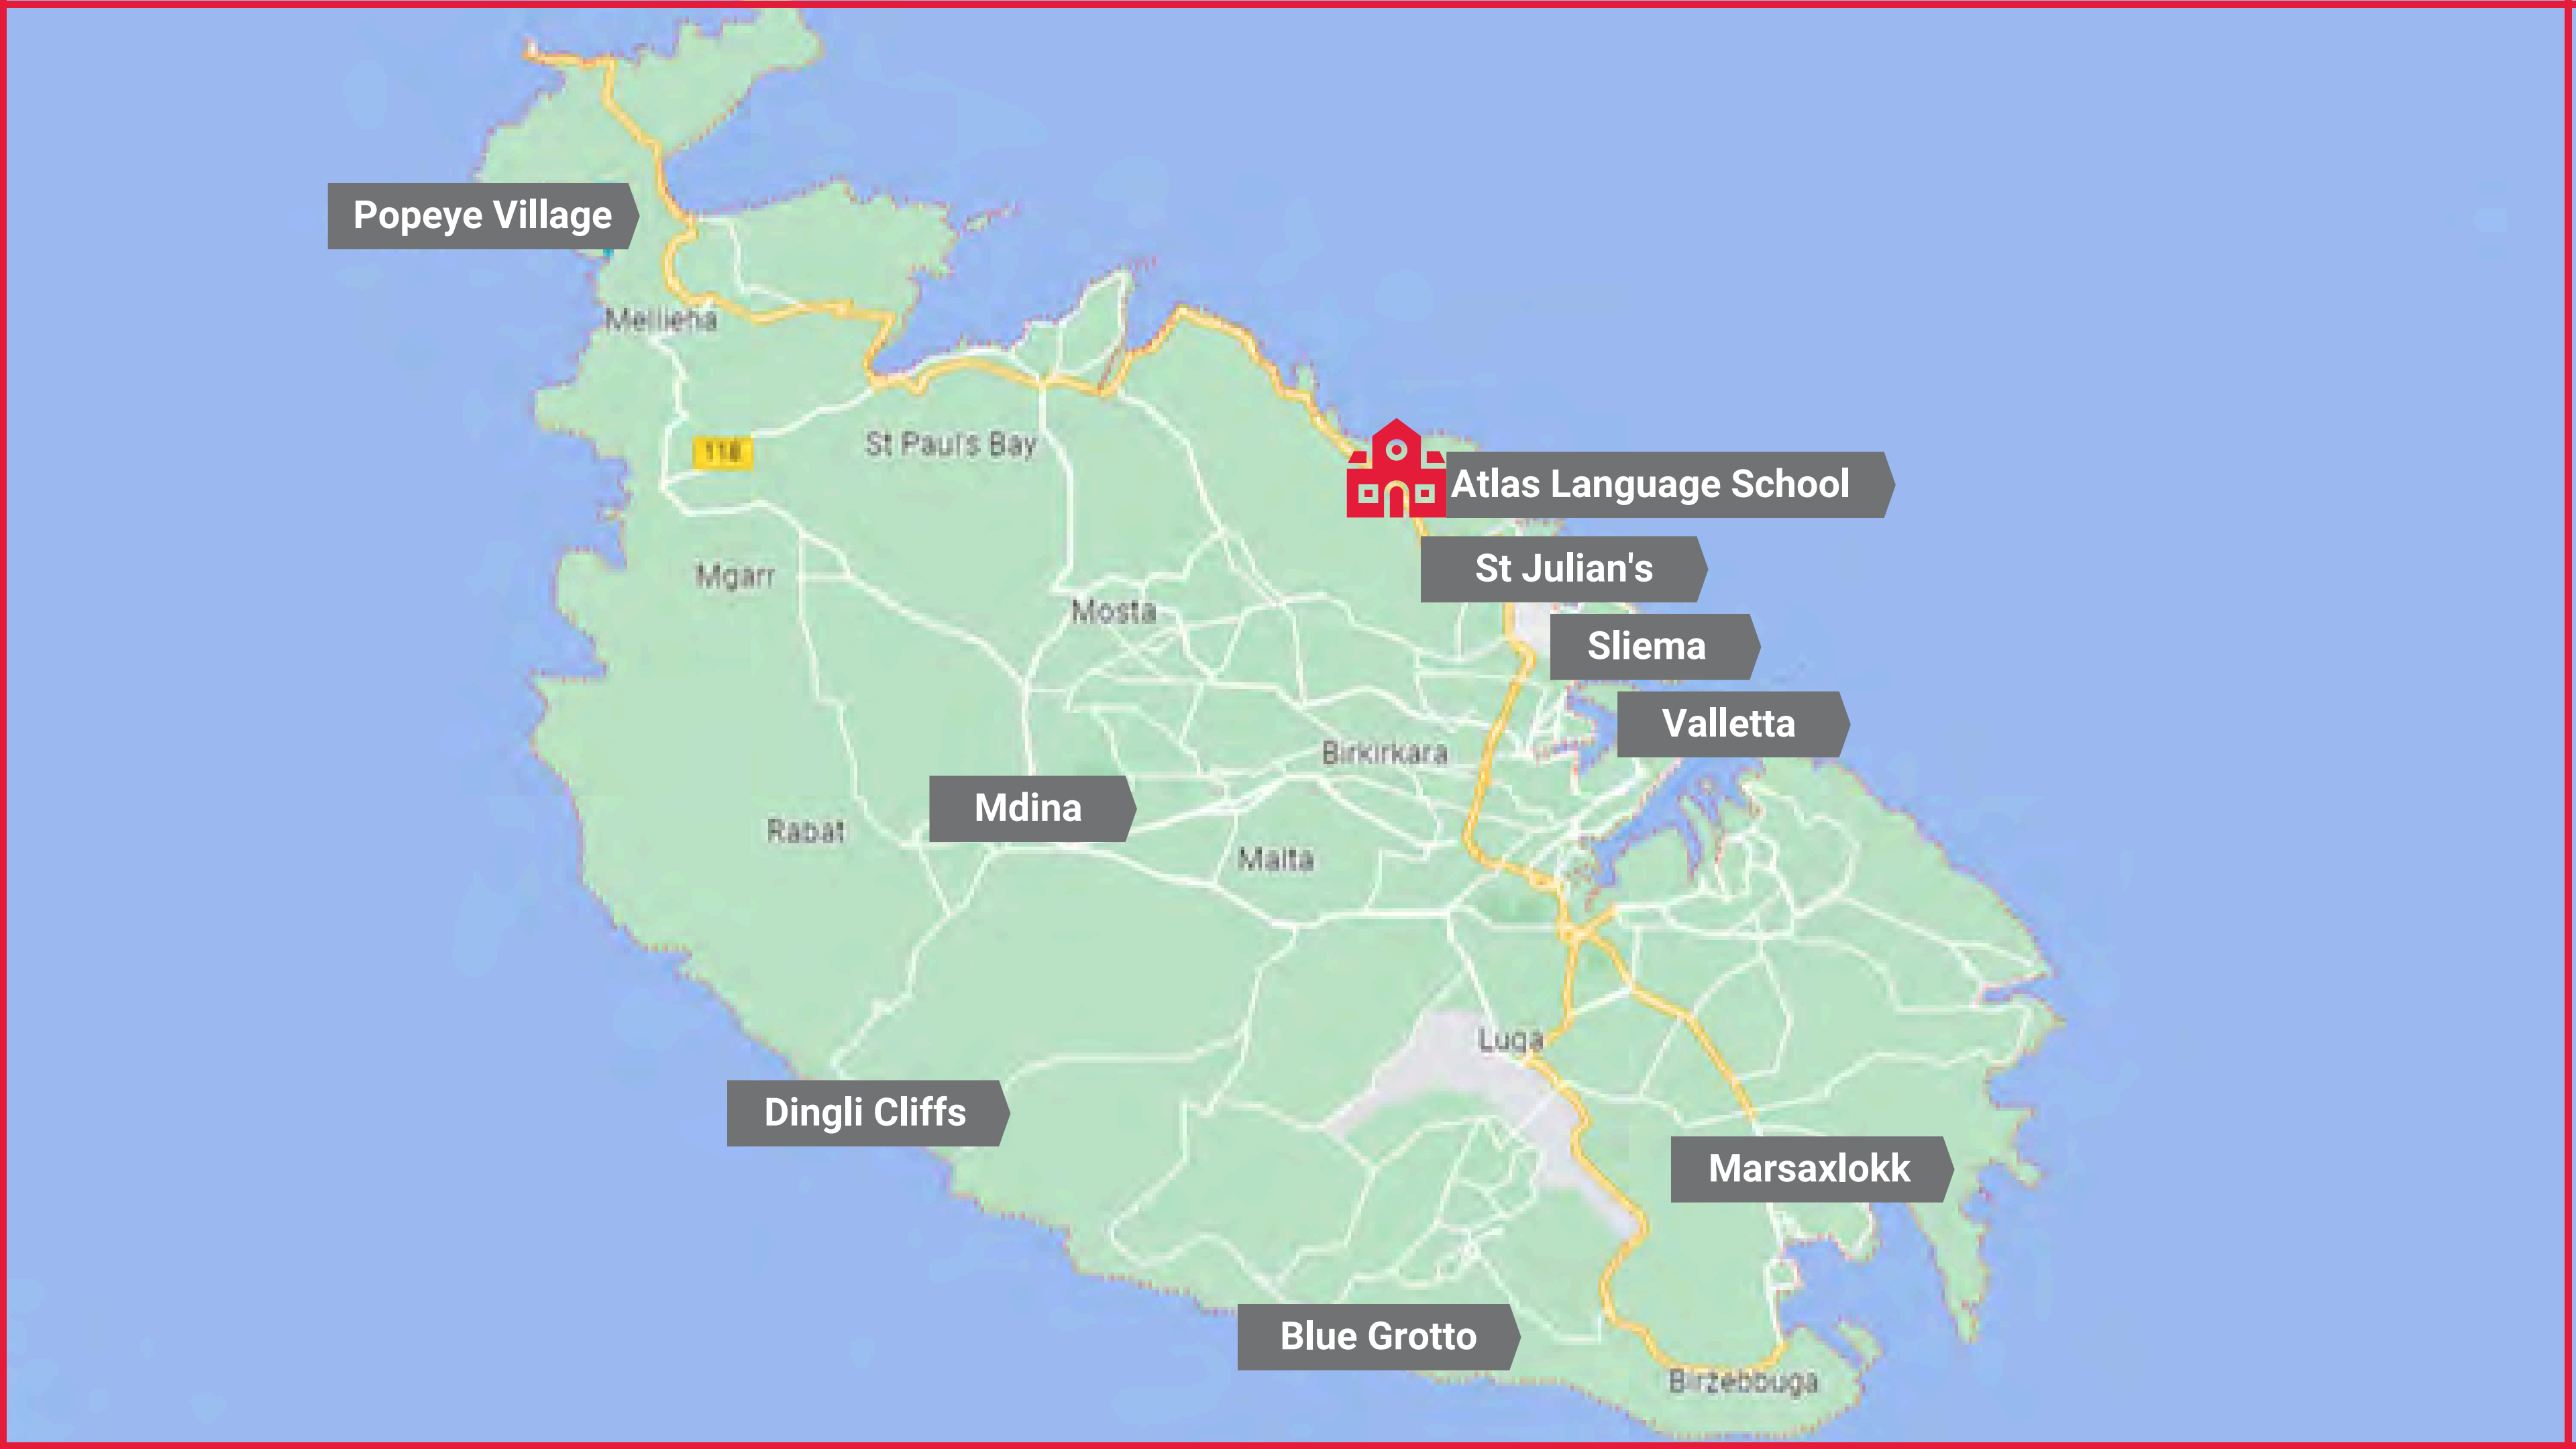 Popeye Village
Mellieha
118
St Paul's Bay
Atlas Language School
St Julian's
Mgarr
Mosta
Sliema
Valletta
Birkirkara
Mdina
Rabat
Malta
Luqa
Dingli Cliffs
Marsaxlokk
Blue Grotto
Birzebbuga